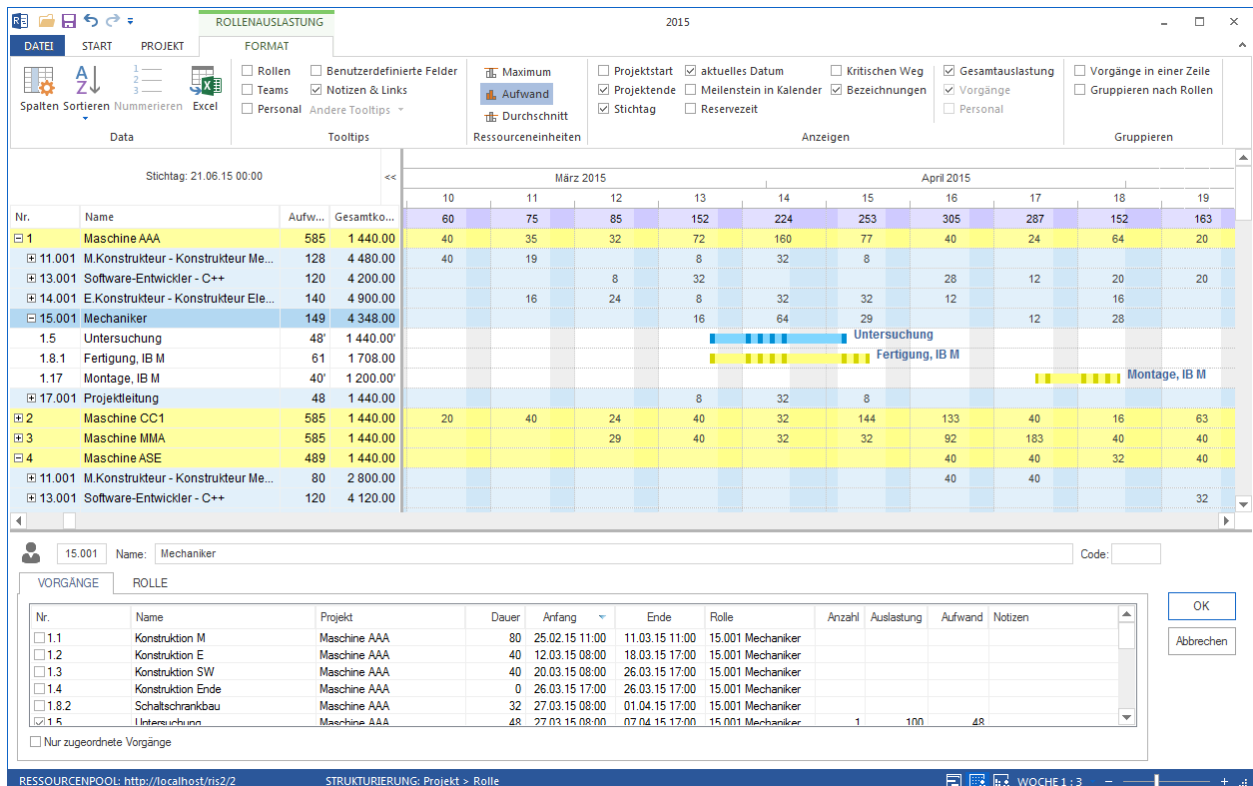 ROLLENAUSLASTUNG 2015
DATEI START PROJEKT FORMAT
Rollen Benutzerdefinierte Felder Maximum Projektstart aktuelles Datum Kritischen Weg Gesamtauslastung Vorgänge in einer Zeile
Teams Notizen & Links Aufwand Projektende Meilenstein in Kalender Bezeichnungen Vorgänge Gruppieren nach Rollen
Spalten Sortieren Nummerieren Excel Personal Andere Tooltips Durchschnitt Stichtag Reservezeit Personal
Data Tooltips Ressourceneinheiten Anzeigen Gruppieren
Stichtag: 21.06.15 00:00 << März 2015 April 2015
10 11 12 13 14 15 16 17 18 19
Nr. Name Aufw... Gesamtko... 60 75 85 152 224 253 305 287 152 163
1 Maschine AAA 585 1 440.00 40 35 32 72 160 77 40 24 64 20
11.001 M.Konstrukteur - Konstrukteur Me... 128 4 480.00 40 19 8 32 8
13.001 Software-Entwickler - C++ 120 4 200.00 8 32 28 12 20 20
14.001 E.Konstrukteur - Konstrukteur Ele... 140 4 900.00 16 24 8 32 32 12 16
15.001 Mechaniker 149 4 348.00 16 64 29 12 28
1.5 Untersuchung 48' 1 440.00' Untersuchung
1.8.1 Fertigung, IB M 61 1 708.00 Fertigung, IB M
1.17 Montage, IB M 40' 1 200.00' Montage, IB M
17.001 Projektleitung 48 1 440.00 8 32 8
2 Maschine CC1 585 1 440.00 20 40 24 40 32 144 133 40 16 63
3 Maschine MMA 585 1 440.00 29 40 32 32 92 183 40 40
4 Maschine ASE 489 1 440.00 40 40 32 40
11.001 M.Konstrukteur - Konstrukteur Me... 80 2 800.00 40 40
13.001 Software-Entwickler - C++ 120 4 120.00 32
15.001 Name: Mechaniker Code:
VORGÄNGE ROLLE
Nr. Name Projekt Dauer Anfang Ende Rolle Anzahl Auslastung Aufwand Notizen
1.1 Konstruktion M Maschine AAA 80 25.02.15 11:00 11.03.15 11:00 15.001 Mechaniker
1.2 Konstruktion E Maschine AAA 40 12.03.15 08:00 18.03.15 17:00 15.001 Mechaniker
1.3 Konstruktion SW Maschine AAA 40 20.03.15 08:00 26.03.15 17:00 15.001 Mechaniker
1.4 Konstruktion Ende Maschine AAA 0 26.03.15 17:00 26.03.15 17:00 15.001 Mechaniker
1.8.2 Schaltschrankbau Maschine AAA 32 27.03.15 08:00 01.04.15 17:00 15.001 Mechaniker
1.5 Untersuchung Maschine AAA 48 27.03.15 08:00 07.04.15 17:00 15.001 Mechaniker 1 100 48
OK
Abbrechen
Nur zugeordnete Vorgänge
RESSOURCENPOOL: http://localhost/ris2/2 STRUKTURIERUNG: Projekt > Rolle WOCHE 1 : 3